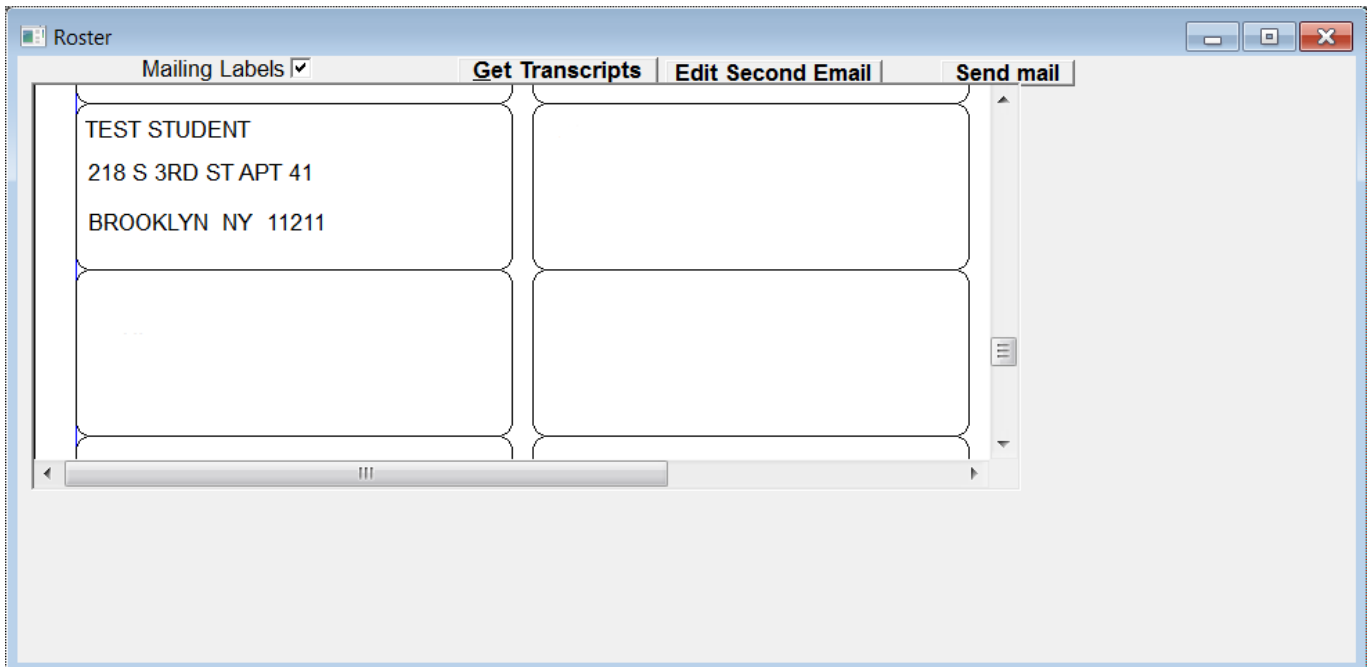 Roster
Mailing Labels Get Transcripts Edit Second Email Send mail
TEST STUDENT
218 S 3RD ST APT 41
BROOKLYN NY 11211